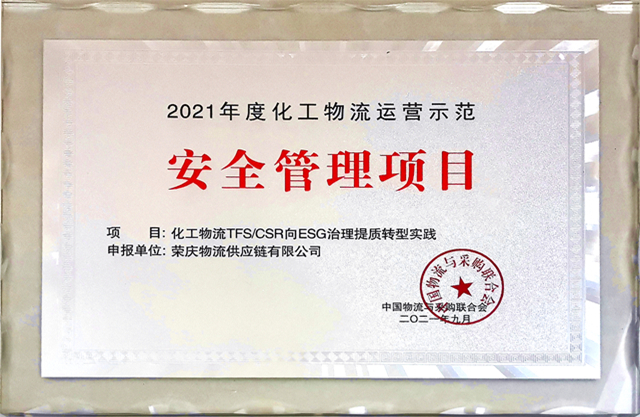 2021年度化工物流运营示范
安全管理项目
项 目: 化工物流TFS/CSR向ESG治理提质转型实践
申报单位: 荣庆物流供应链有限公司
中国物流与采购联合会
中国物流与采购联合会
二〇二一年九月